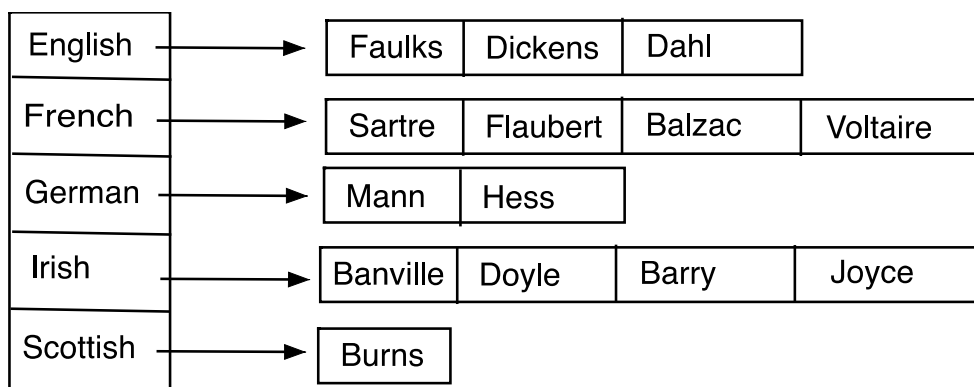 English Faulks Dickens Dahl
French Sartre Flaubert Balzac Voltaire
German Mann Hess
Irish Banville Doyle Barry Joyce
Scottish Burns